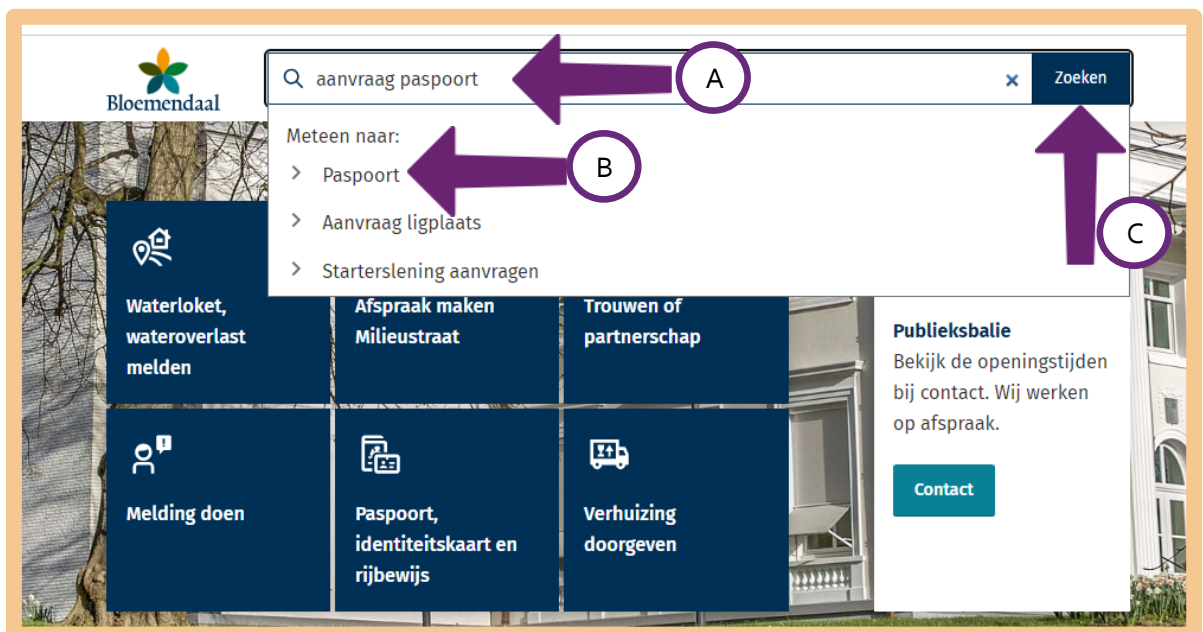 Bloemendaal
aanvraag paspoort
A
×
Zoeken
Meteen naar:
> Paspoort
B
> Aanvraag ligplaats
> Starterslening aanvragen
C
Waterloket,
wateroverlast
melden
Afspraak maken
Milieustraat
Trouwen of
partnerschap
Publieksbalie
Bekijk de openingstijden
bij contact. Wij werken
op afspraak.
Contact
Melding doen
Paspoort,
identiteitskaart en
rijbewijs
Verhuizing
doorgeven